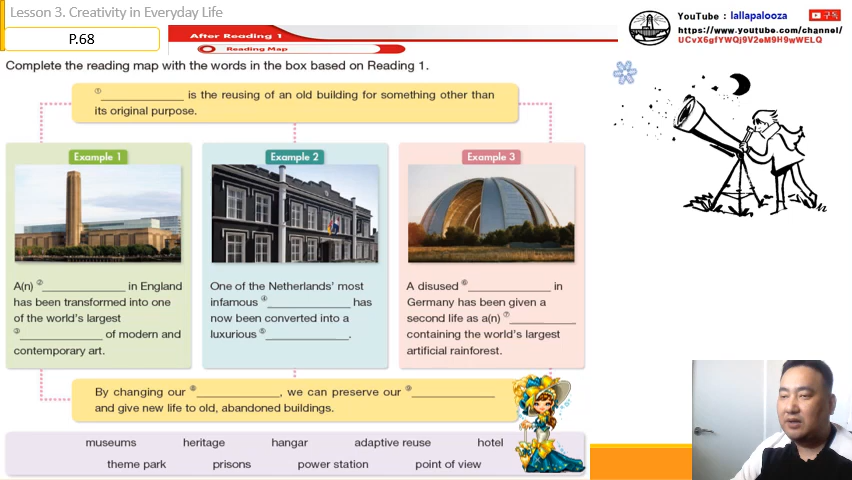 Lesson 3. Creativity in Everyday Life
P.68
After Reading 1
Reading Map
YouTube : lallapalooza 구독
https://www.youtube.com/channel/
UCvX6gfYWQj9V2eM9H9wWELQ
Complete the reading map with the words in the box based on Reading 1.
① ______________ is the reusing of an old building for something other than
its original purpose.
Example 1
A(n) ② ______________ in England
has been transformed into one
of the world's largest
③ ______________ of modern and
contemporary art.
Example 2
One of the Netherlands' most
infamous ④ ______________ has
now been converted into a
luxurious ⑤ ______________.
Example 3
A disused ⑥ ______________ in
Germany has been given a
second life as a(n) ⑦ ______________
containing the world's largest
artificial rainforest.
By changing our ⑧ ______________, we can preserve our ⑨ ______________
and give new life to old, abandoned buildings.
museums heritage hangar adaptive reuse hotel
theme park prisons power station point of view